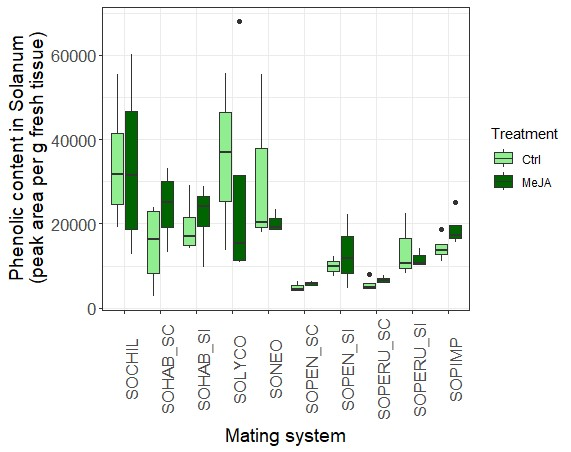 Phenolic content in Solanum
(peak area per g fresh tissue)
60000
40000
20000
0
SOCHIL
SOHAB_SC
SOHAB_SI
SOLYCO
SONEO
SOPEN_SC
SOPEN_SI
SOPERU_SC
SOPERU_SI
SOPIMP
Mating system
Treatment
Ctrl
MeJA